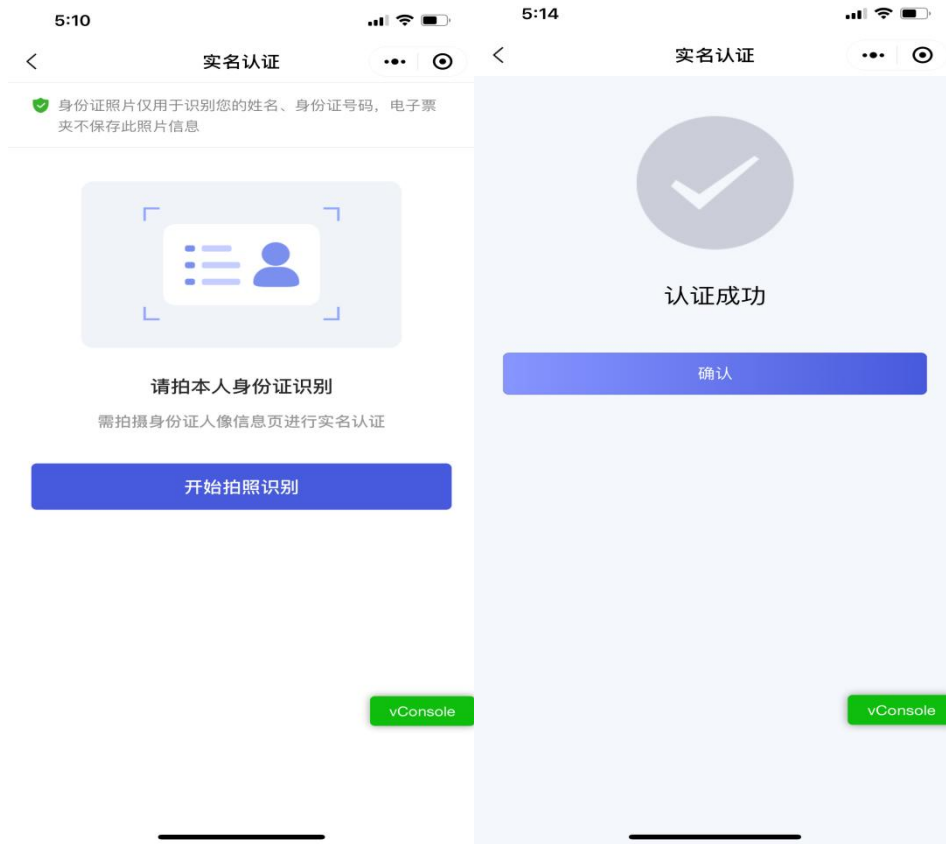 5:10
实名认证
身份证照片仅用于识别您的姓名、身份证号码，电子票
夹不保存此照片信息
请拍本人身份证识别
需拍摄身份证人像信息页进行实名认证
开始拍照识别
vConsole
5:14
实名认证
认证成功
确认
vConsole